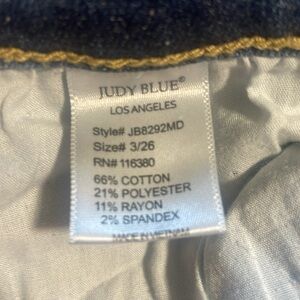 JUDY BLUE®
LOS ANGELES
Style# JB8292MD
Size# 3/26
RN# 116380
66% COTTON
21% POLYESTER
11% RAYON
2% SPANDEX
MADE IN VIETNAM